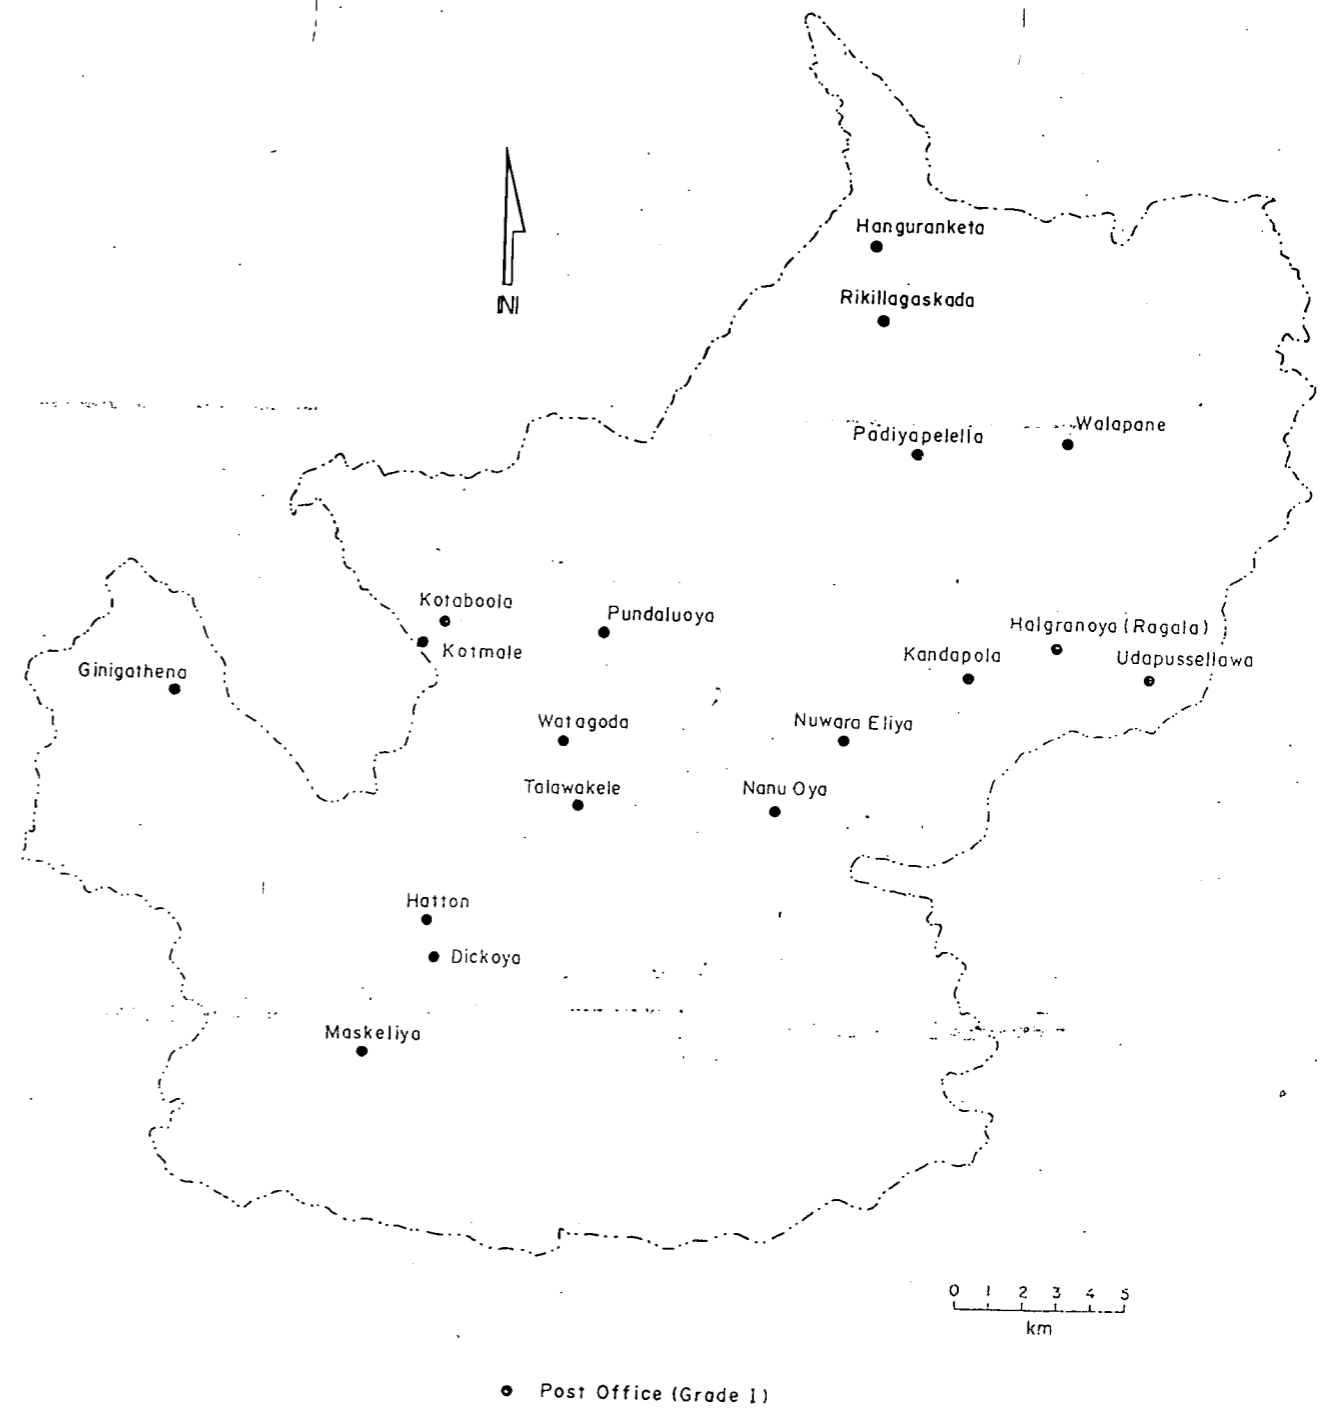 Hanguranketa
Rikillagaskada
N
Walapane
Padiyapelella
Kotaboola
Pundaluoya
Halgranoya (Ragala)
Kotmale
Kandapola
Udapussellawa
Ginigathena
Watagoda
Nuwara Eliya
Talawakele
Nanu Oya
Hatton
Dickoya
Maskeliya
0 1 2 3 4 5
km
Post Office (Grade I)